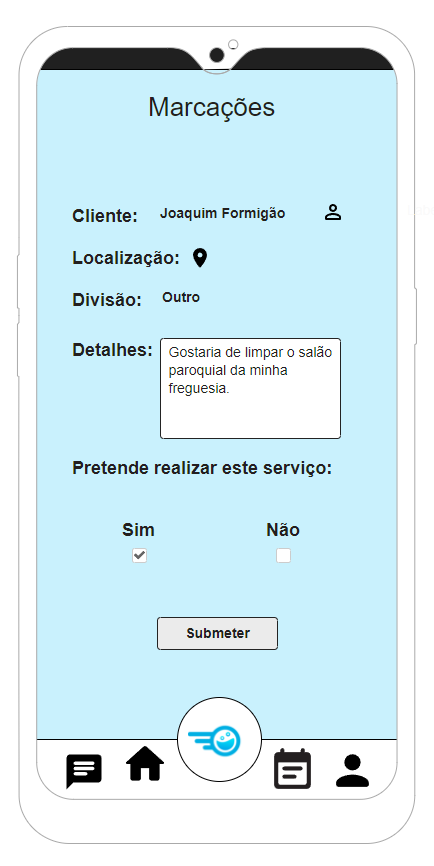 Marcações
Cliente: Joaquim Formigão
Localização:
Divisão: Outro
Detalhes: Gostaria de limpar o salão
paroquial da minha
freguesia.
Pretende realizar este serviço:
Sim Não
Submeter